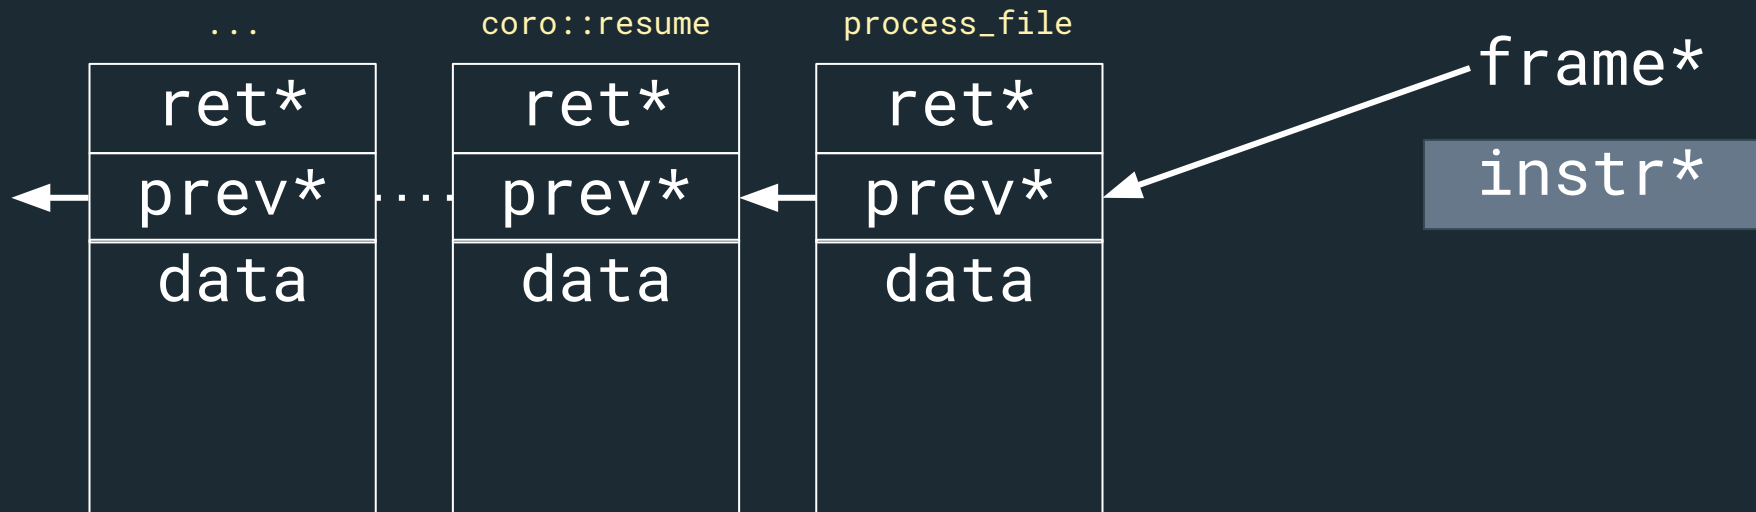 ... coro::resume process_file
frame*
ret* ret* ret*
instr*
prev* .... prev* prev*
data data data